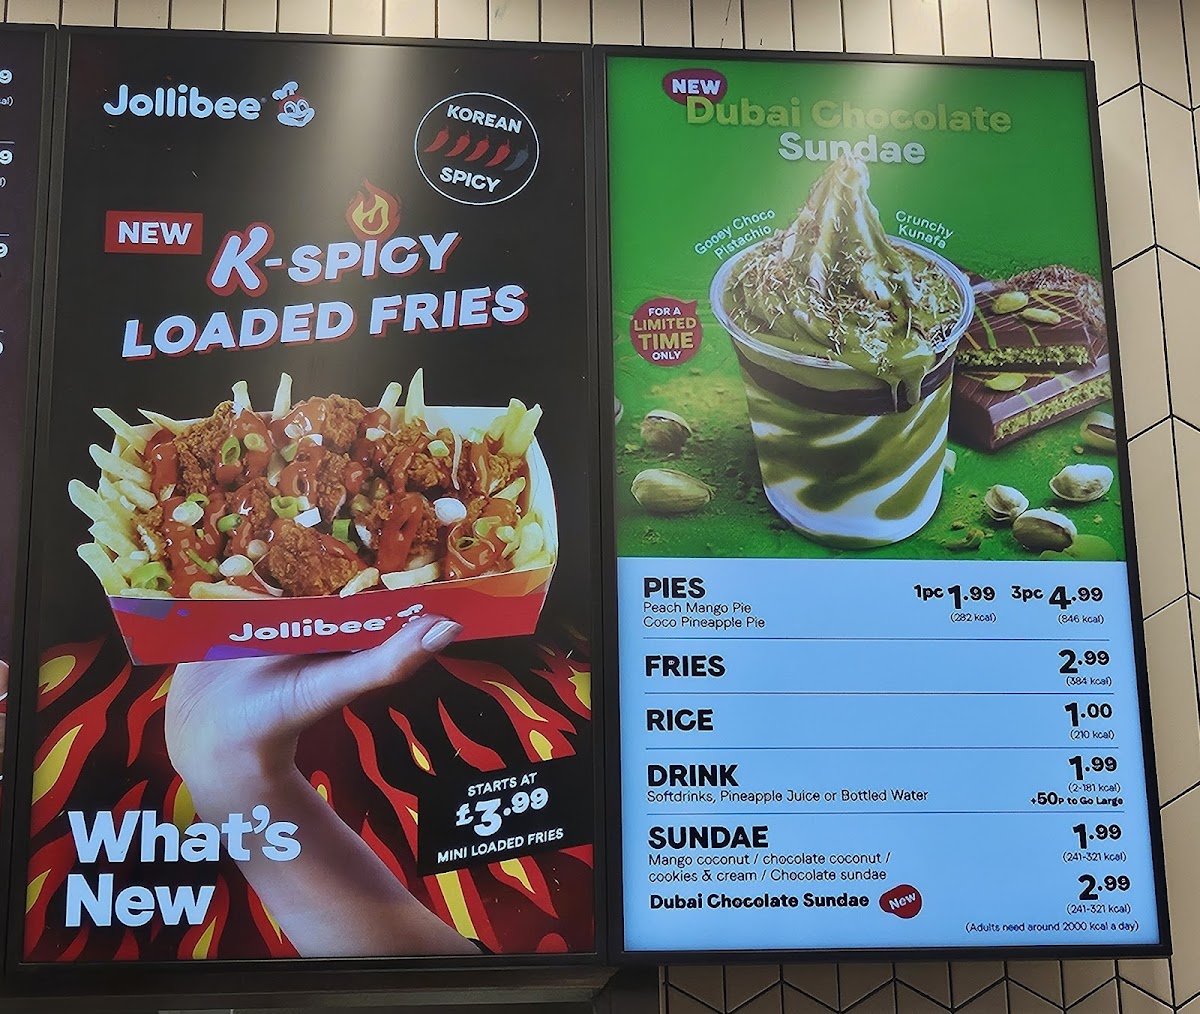 Jollibee
KOREAN
SPICY
NEW
K-SPICY
LOADED FRIES
Jollibee
STARTS AT
£3.99
MINI LOADED FRIES
What's
New
NEW
Dubai Chocolate
Sundae
Gooey Choco
Pistachio
Crunchy
Kunafa
FOR A
LIMITED
TIME
ONLY
PIES 1pc 1.99 3pc 4.99
Peach Mango Pie (282 kcal) (846 kcal)
Coco Pineapple Pie
FRIES 2.99
(384 kcal)
RICE 1.00
(210 kcal)
DRINK 1.99
Softdrinks, Pineapple Juice or Bottled Water (2-181 kcal)
+50P to Go Large
SUNDAE 1.99
Mango coconut / chocolate coconut / (241-321 kcal)
cookies & cream / Chocolate sundae
Dubai Chocolate Sundae New 2.99
(241-321 kcal)
(Adults need around 2000 kcal a day)